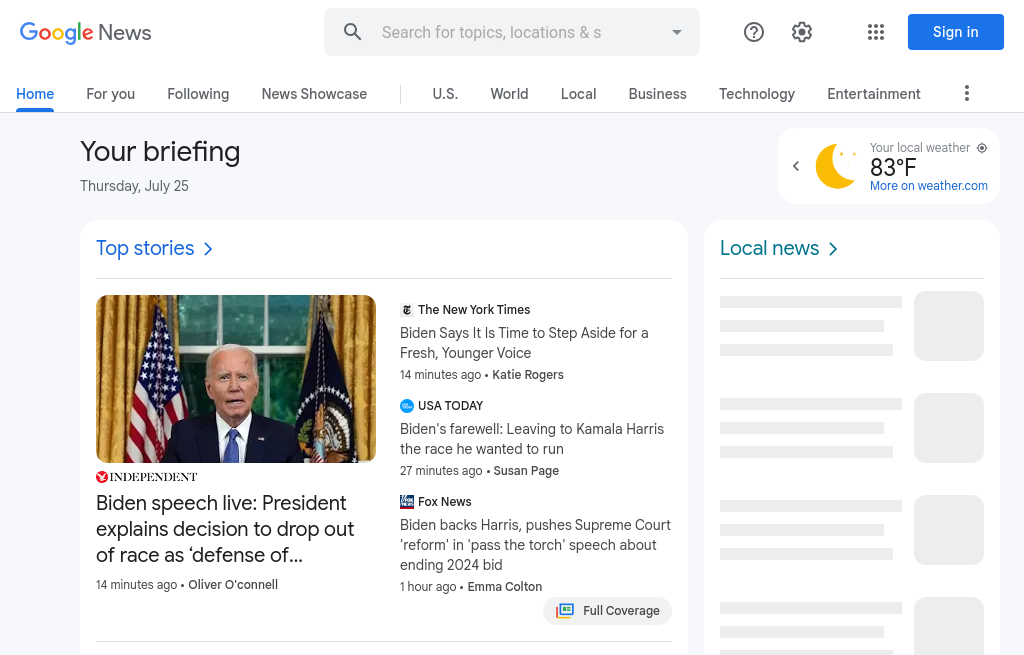 Google News
Search for topics, locations & s
Sign in
Home
For you
Following
News Showcase
U.S.
World
Local
Business
Technology
Entertainment
Your briefing
Thursday, July 25
Your local weather
83°F
More on weather.com
Top stories
INDEPENDENT
Biden speech live: President
explains decision to drop out
of race as ‘defense of...
14 minutes ago • Oliver O'connell
The New York Times
Biden Says It Is Time to Step Aside for a
Fresh, Younger Voice
14 minutes ago • Katie Rogers
USA TODAY
Biden's farewell: Leaving to Kamala Harris
the race he wanted to run
27 minutes ago • Susan Page
Fox News
Biden backs Harris, pushes Supreme Court
'reform' in 'pass the torch' speech about
ending 2024 bid
1 hour ago • Emma Colton
Full Coverage
Local news